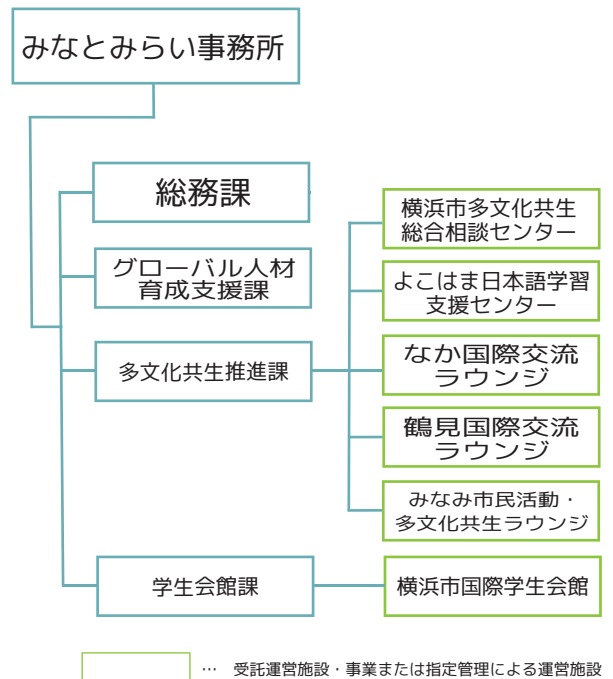 みなとみらい事務所
総務課
グローバル人材
育成支援課
多文化共生推進課
学生会館課
横浜市多文化共生
総合相談センター
よこはま日本語学習
支援センター
なか国際交流
ラウンジ
鶴見国際交流
ラウンジ
みなみ市民活動・
多文化共生ラウンジ
横浜市国際学生会館
… 受託運営施設・事業または指定管理による運営施設